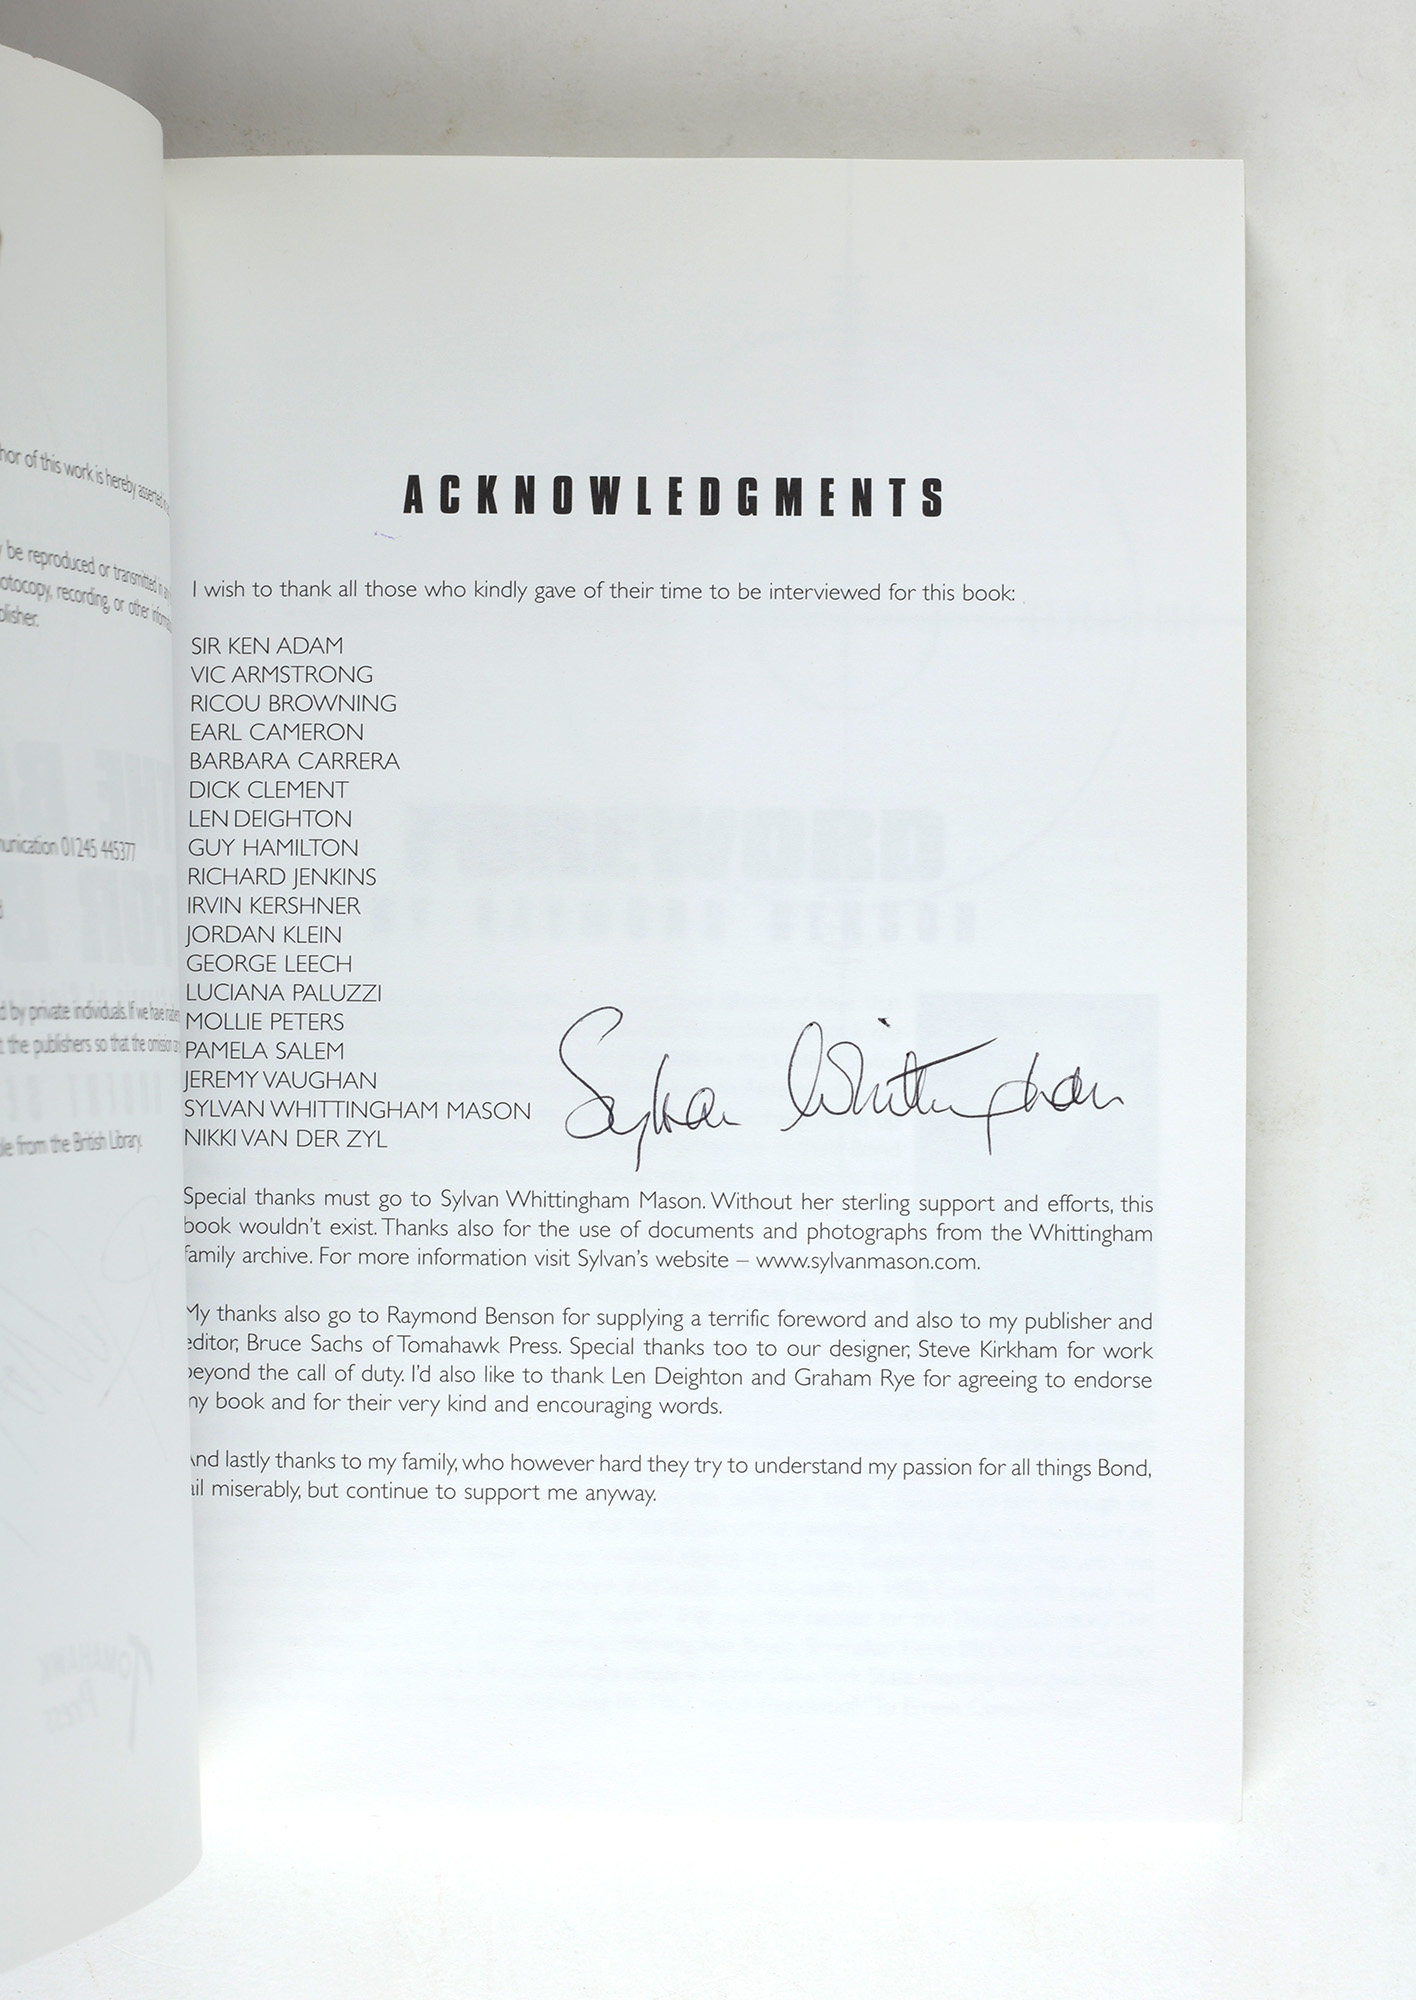 hor of this work is hereby asserted
be reproduced or transmitted in
otocopy, recording, or other
blisher.
unication 01245 445377
d by private individuals. If we have
the publishers so that the omission
le from the British Library.
ACKNOWLEDGMENTS
I wish to thank all those who kindly gave of their time to be interviewed for this book:
SIR KEN ADAM
VIC ARMSTRONG
RICOU BROWNING
EARL CAMERON
BARBARA CARRERA
DICK CLEMENT
LEN DEIGHTON
GUY HAMILTON
RICHARD JENKINS
IRVIN KERSHNER
JORDAN KLEIN
GEORGE LEECH
LUCIANA PALUZZI
MOLLIE PETERS
PAMELA SALEM
JEREMY VAUGHAN
SYLVAN WHITTINGHAM MASON
NIKKI VAN DER ZYL
Sylvan Whittingham
Special thanks must go to Sylvan Whittingham Mason. Without her sterling support and efforts, this
book wouldn't exist. Thanks also for the use of documents and photographs from the Whittingham
family archive. For more information visit Sylvan's website – www.sylvanmason.com.
My thanks also go to Raymond Benson for supplying a terrific foreword and also to my publisher and
editor, Bruce Sachs of Tomahawk Press. Special thanks too to our designer, Steve Kirkham for work
beyond the call of duty. I'd also like to thank Len Deighton and Graham Rye for agreeing to endorse
my book and for their very kind and encouraging words.
And lastly thanks to my family, who however hard they try to understand my passion for all things Bond,
ail miserably, but continue to support me anyway.